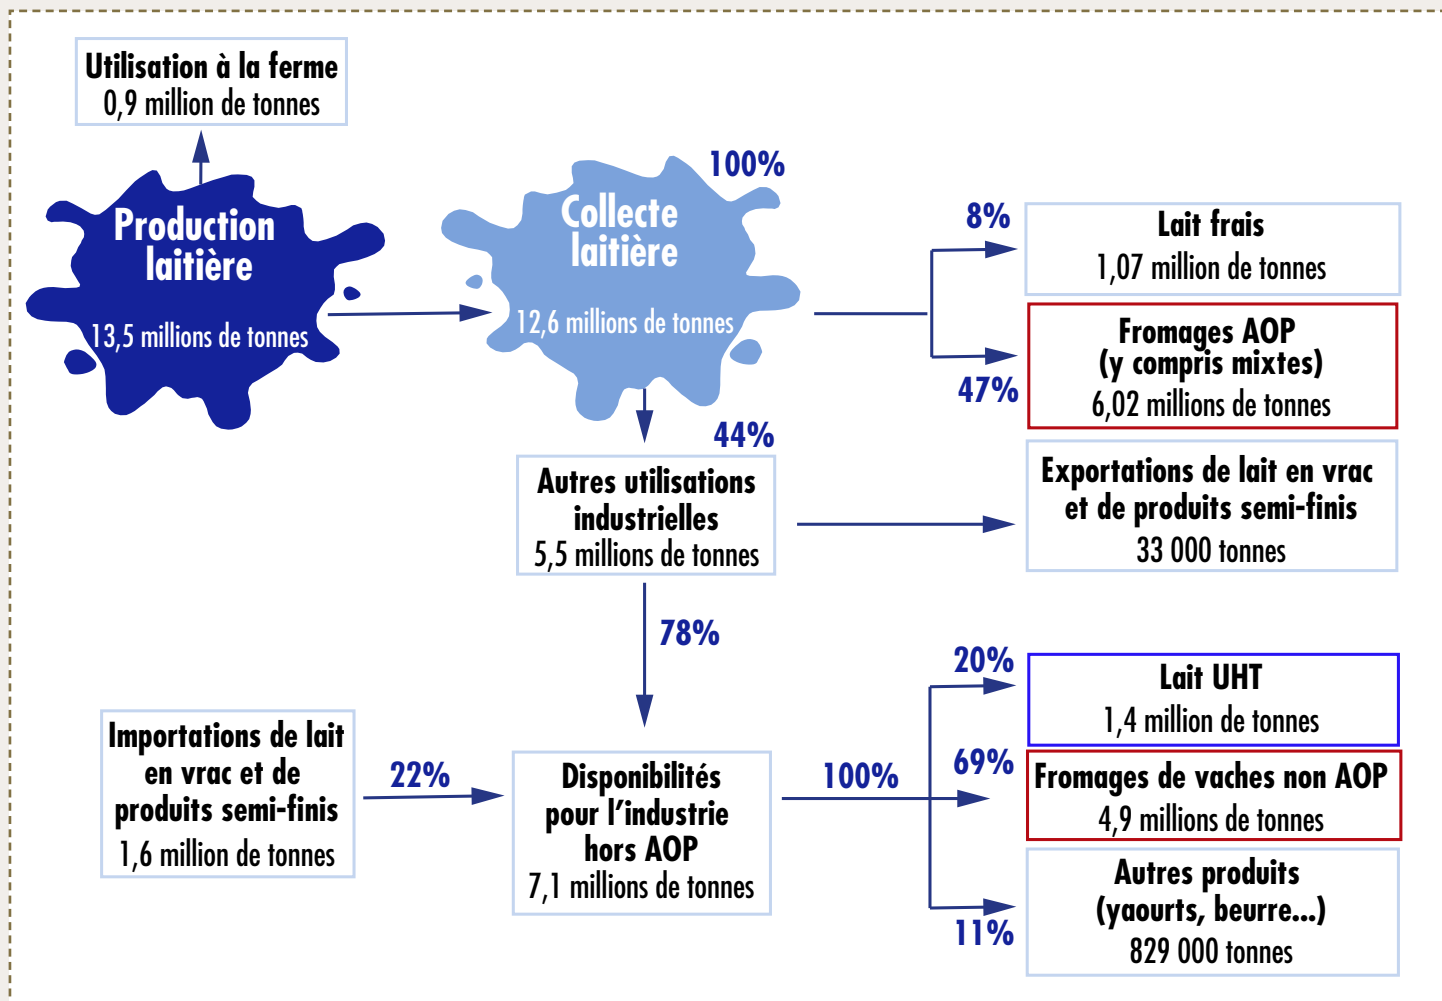 Utilisation à la ferme
0,9 million de tonnes
Production
laitière
13,5 millions de tonnes
100%
Collecte
laitière
12,6 millions de tonnes
8%
Lait frais
1,07 million de tonnes
47%
Fromages AOP
(y compris mixtes)
6,02 millions de tonnes
44%
Autres utilisations
industrielles
5,5 millions de tonnes
Exportations de lait en vrac
et de produits semi-finis
33 000 tonnes
78%
Importations de lait
en vrac et de
produits semi-finis
1,6 million de tonnes
22%
Disponibilités
pour l'industrie
hors AOP
7,1 millions de tonnes
100%
20%
Lait UHT
1,4 million de tonnes
69%
Fromages de vaches non AOP
4,9 millions de tonnes
11%
Autres produits
(yaourts, beurre...)
829 000 tonnes